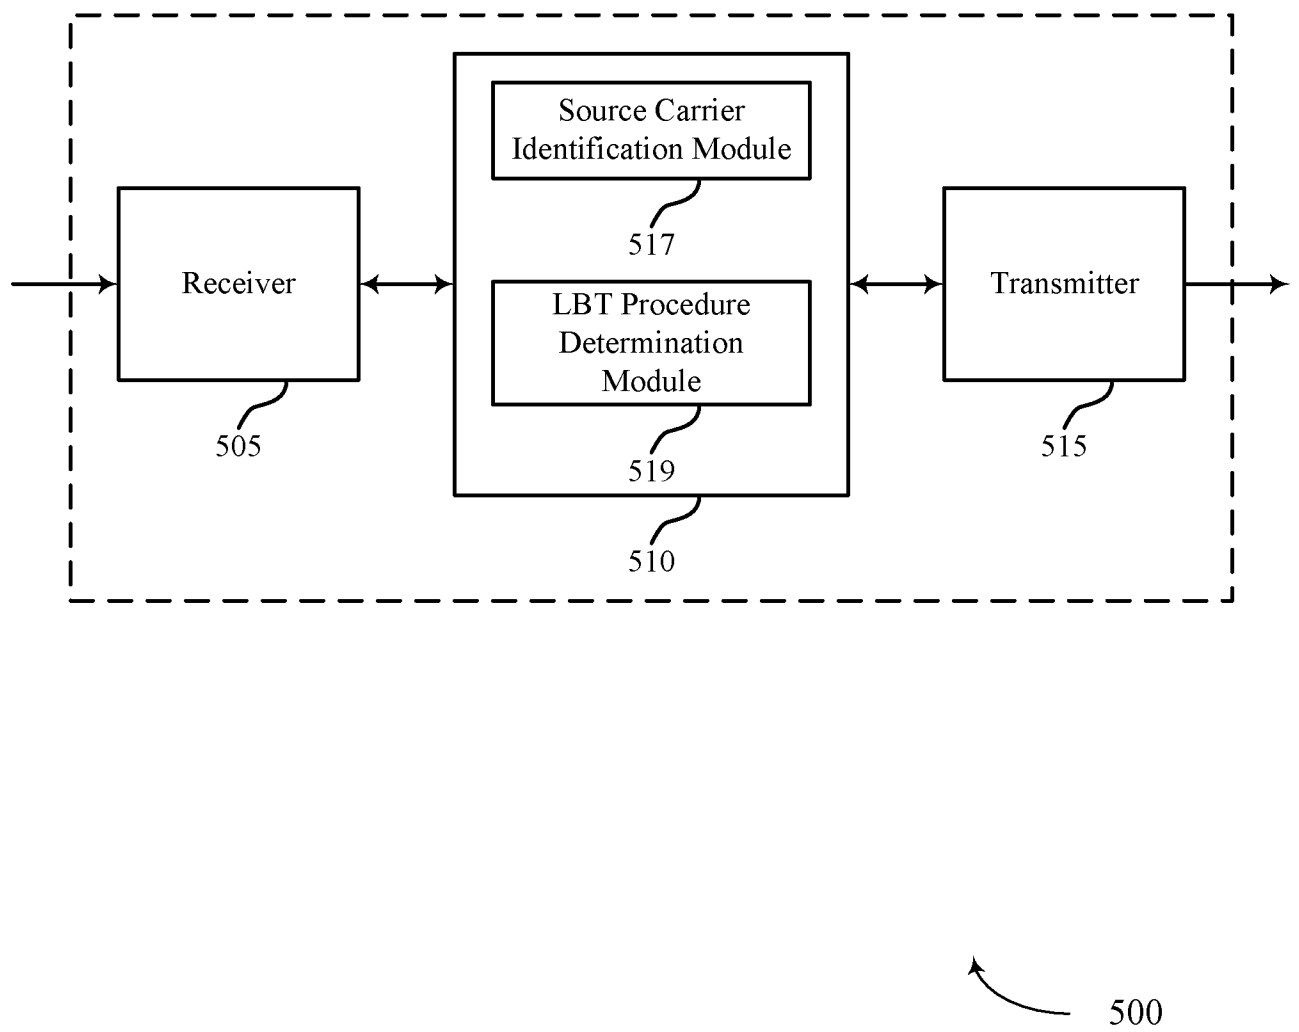 Source Carrier
Identification Module
517
Receiver
505
LBT Procedure
Determination
Module
519
510
Transmitter
515
500